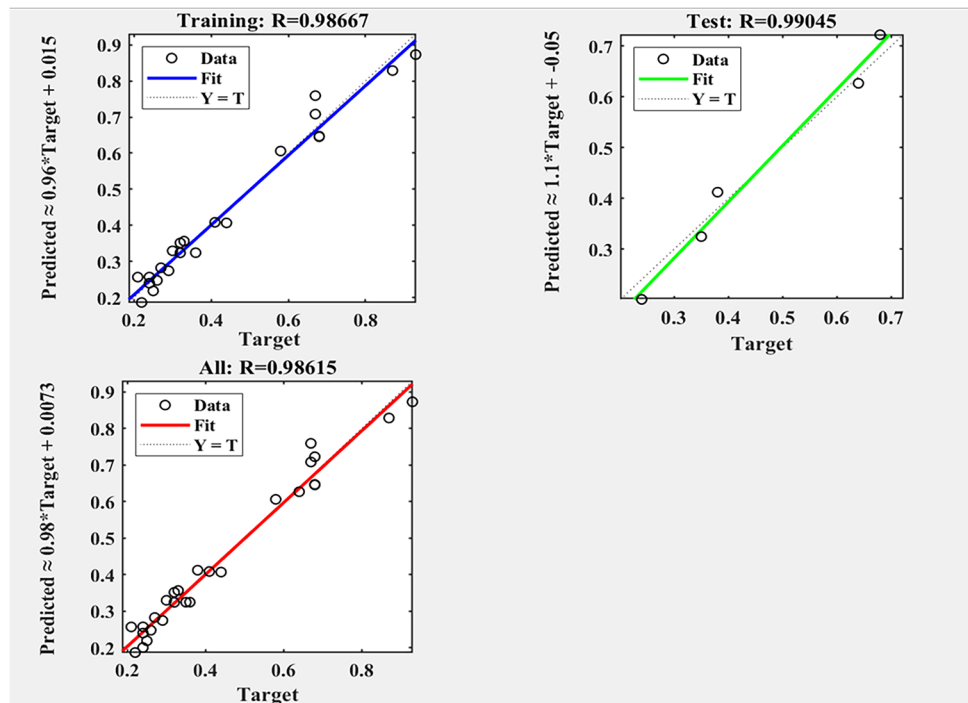 Training: R=0.98667
Predicted ≈ 0.96*Target + 0.015
0.9
0.8
0.7
0.6
0.5
0.4
0.3
0.2
Data
Fit
Y = T
0.2 0.4 0.6 0.8
Target
Test: R=0.99045
Predicted ≈ 1.1*Target + -0.05
0.7
0.6
0.5
0.4
0.3
Data
Fit
Y = T
0.3 0.4 0.5 0.6 0.7
Target
All: R=0.98615
Predicted ≈ 0.98*Target + 0.0073
0.9
0.8
0.7
0.6
0.5
0.4
0.3
0.2
Data
Fit
Y = T
0.2 0.4 0.6 0.8
Target